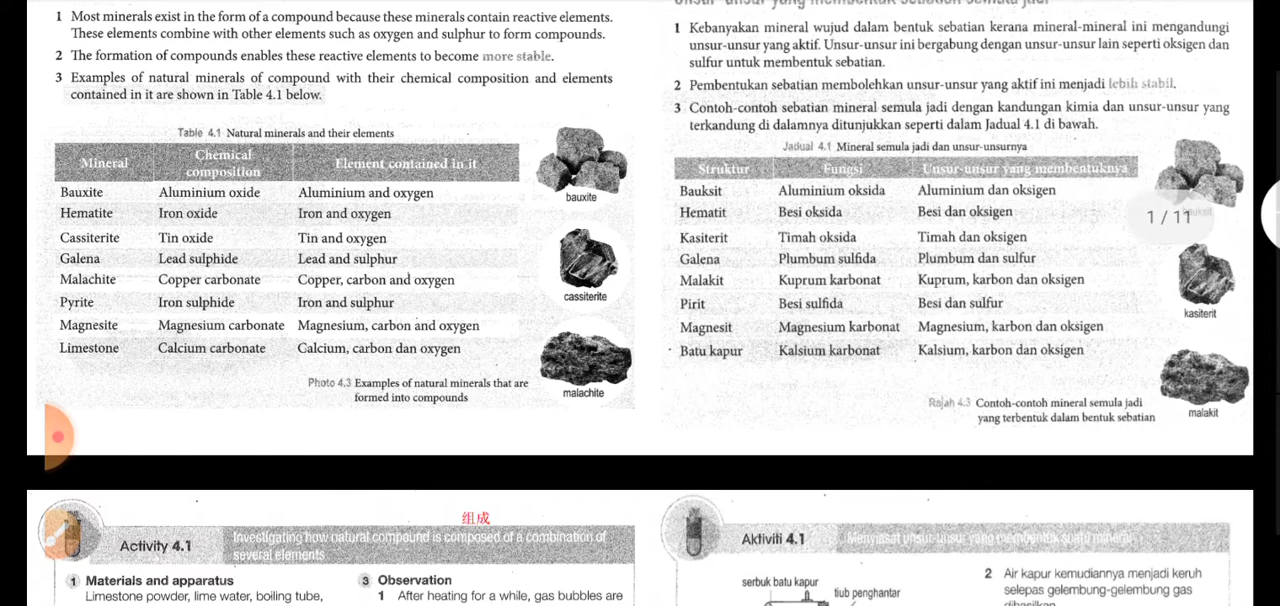 1 Most minerals exist in the form of a compound because these minerals contain reactive elements.
These elements combine with other elements such as oxygen and sulphur to form compounds.
2 The formation of compounds enables these reactive elements to become more stable.
3 Examples of natural minerals of compound with their chemical composition and elements
contained in it are shown in Table 4.1 below.
Table 4.1 Natural minerals and their elements
Mineral Chemical composition Element contained in it
Bauxite Aluminium oxide Aluminium and oxygen
Hematite Iron oxide Iron and oxygen
Cassiterite Tin oxide Tin and oxygen
Galena Lead sulphide Lead and sulphur
Malachite Copper carbonate Copper, carbon and oxygen
Pyrite Iron sulphide Iron and sulphur
Magnesite Magnesium carbonate Magnesium, carbon and oxygen
Limestone Calcium carbonate Calcium, carbon dan oxygen
bauxite
cassiterite
malachite
Photo 4.3 Examples of natural minerals that are
formed into compounds
1 Kebanyakan mineral wujud dalam bentuk sebatian kerana mineral-mineral ini mengandungi
unsur-unsur yang aktif. Unsur-unsur ini bergabung dengan unsur-unsur lain seperti oksigen dan
sulfur untuk membentuk sebatian.
2 Pembentukan sebatian membolehkan unsur-unsur yang aktif ini menjadi lebih stabil.
3 Contoh-contoh sebatian mineral semula jadi dengan kandungan kimia dan unsur-unsur yang
terkandung di dalamnya ditunjukkan seperti dalam Jadual 4.1 di bawah.
Jadual 4.1 Mineral semula jadi dan unsur-unsurnya
Struktur Fungsi Unsur-unsur yang membentuknya
Bauksit Aluminium oksida Aluminium dan oksigen
Hematit Besi oksida Besi dan oksigen
Kasiterit Timah oksida Timah dan oksigen
Galena Plumbum sulfida Plumbum dan sulfur
Malakit Kuprum karbonat Kuprum, karbon dan oksigen
Pirit Besi sulfida Besi dan sulfur
Magnesit Magnesium karbonat Magnesium, karbon dan oksigen
Batu kapur Kalsium karbonat Kalsium, karbon dan oksigen
1 / 11
kasiterit
malakit
Rajah 4.3 Contoh-contoh mineral semula jadi
yang terbentuk dalam bentuk sebatian
组成
Activity 4.1 Investigating how natural compound is composed of a combination of
several elements
1 Materials and apparatus
Limestone powder, lime water, boiling tube,
3 Observation
1 After heating for a while, gas bubbles are
Aktiviti 4.1 Menyiasat unsur-unsur yang membentuk suatu mineral
serbuk batu kapur
tiub penghantar
2 Air kapur kemudiannya menjadi keruh
selepas gelembung-gelembung gas